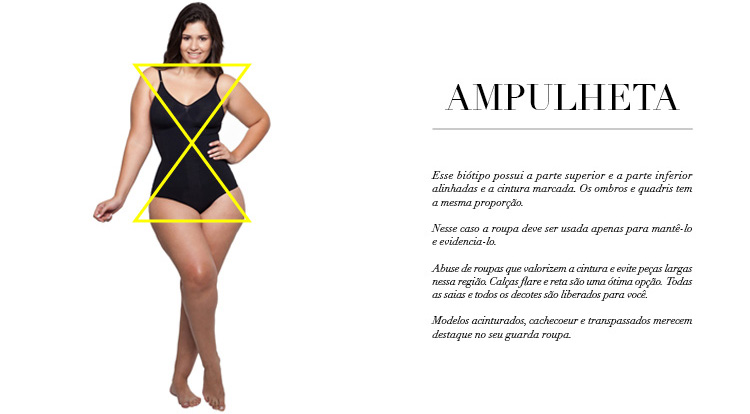 AMPULHETA
Esse biótipo possui a parte superior e a parte inferior
alinhadas e a cintura marcada. Os ombros e quadris tem
a mesma proporção.
Nesse caso a roupa deve ser usada apenas para mantê-lo
e evidencia-lo.
Abuse de roupas que valorizem a cintura e evite peças largas
nessa região. Calças flare e reta são uma ótima opção. Todas
as saias e todos os decotes são liberados para você.
Modelos acinturados, cachecoeur e transpassados merecem
destaque no seu guarda roupa.